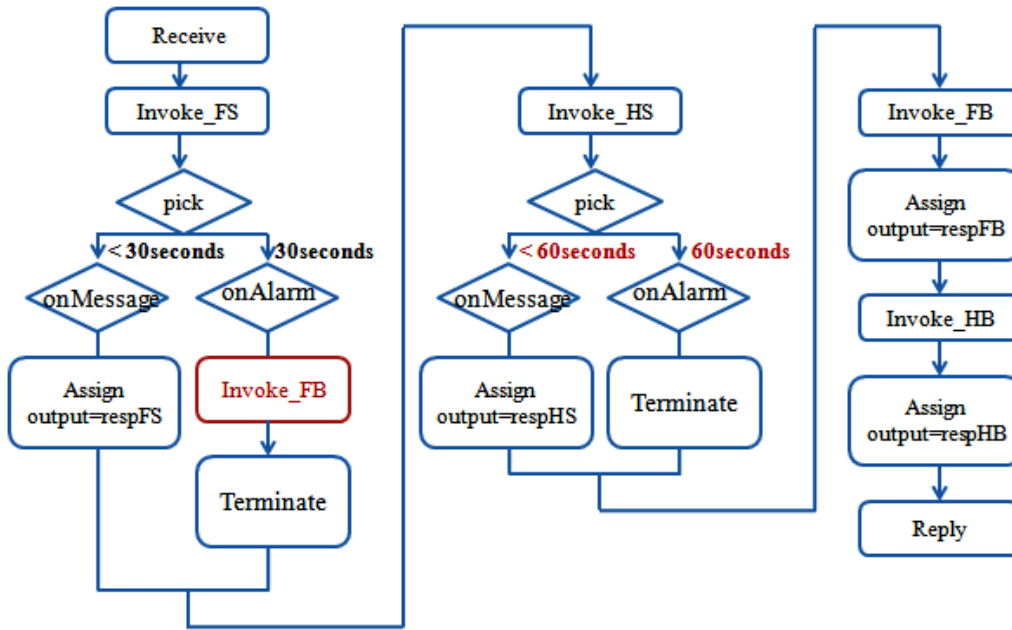 Receive
Invoke_FS
pick
< 30seconds
30seconds
onMessage
onAlarm
Assign
output=respFS
Invoke_FB
Terminate
Invoke_HS
pick
< 60seconds
60seconds
onMessage
onAlarm
Assign
output=respHS
Terminate
Invoke_FB
Assign
output=respFB
Invoke_HB
Assign
output=respHB
Reply